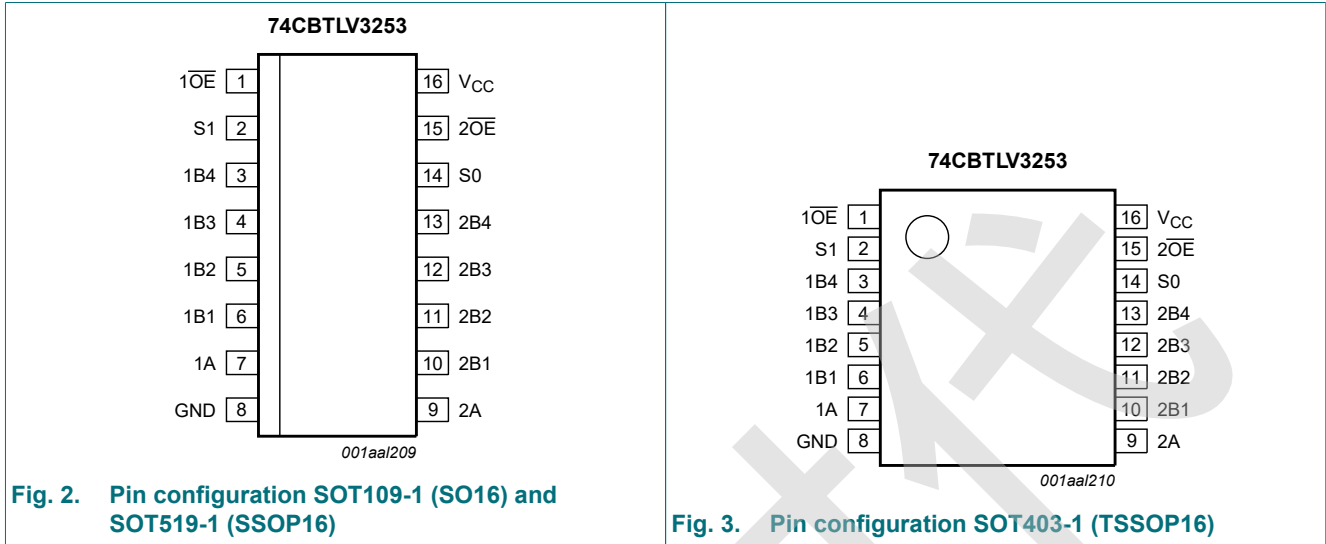 74CBTLV3253
1OE 1 16 VCC
S1 2 15 2OE
1B4 3 14 S0
1B3 4 13 2B4
1B2 5 12 2B3
1B1 6 11 2B2
1A 7 10 2B1
GND 8 9 2A
001aal209
Fig. 2. Pin configuration SOT109-1 (SO16) and
SOT519-1 (SSOP16)
74CBTLV3253
1OE 1 16 VCC
S1 2 15 2OE
1B4 3 14 S0
1B3 4 13 2B4
1B2 5 12 2B3
1B1 6 11 2B2
1A 7 10 2B1
GND 8 9 2A
001aal210
Fig. 3. Pin configuration SOT403-1 (TSSOP16)